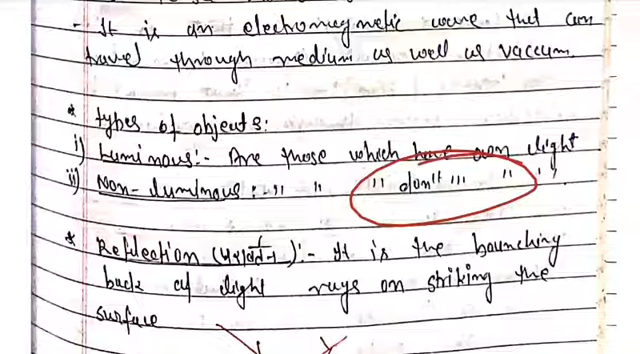 - It is an electromagnetic wave that can
travel through medium as well as vaccum.
* types of objects:
i) Luminous:- Are those which have own light
ii) Non-luminous: " " " don't " " " "
* Reflection (परावर्तन):- It is the bounching
back of light rays on striking the
surface